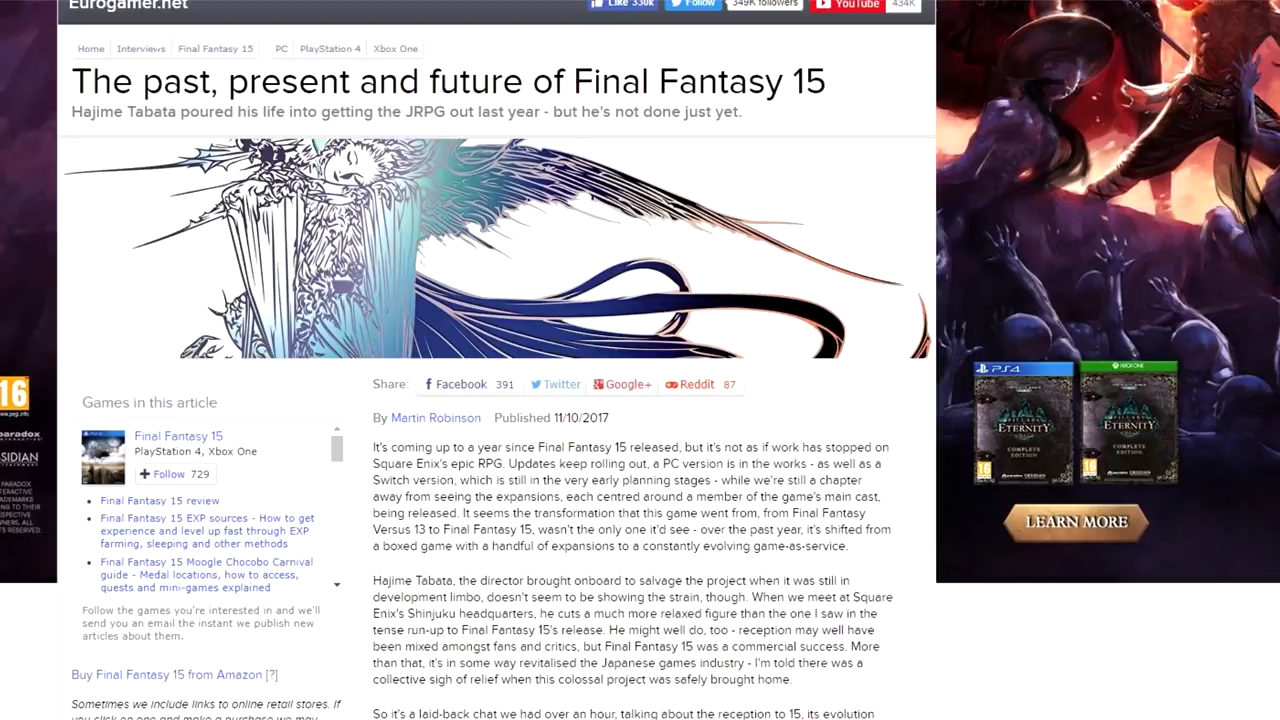 Eurogamer.net
Like 330K
Follow
349K followers
YouTube
434K
Home
Interviews
Final Fantasy 15
PC
PlayStation 4
Xbox One
The past, present and future of Final Fantasy 15
Hajime Tabata poured his life into getting the JRPG out last year - but he's not done just yet.
Share:
Facebook 391
Twitter
Google+
Reddit 87
By Martin Robinson Published 11/10/2017
It's coming up to a year since Final Fantasy 15 released, but it's not as if work has stopped on
Square Enix's epic RPG. Updates keep rolling out, a PC version is in the works - as well as a
Switch version, which is still in the very early planning stages - while we're still a chapter
away from seeing the expansions, each centred around a member of the game's main cast,
being released. It seems the transformation that this game went from, from Final Fantasy
Versus 13 to Final Fantasy 15, wasn't the only one it'd see - over the past year, it's shifted from
a boxed game with a handful of expansions to a constantly evolving game-as-service.
Hajime Tabata, the director brought onboard to salvage the project when it was still in
development limbo, doesn't seem to be showing the strain, though. When we meet at Square
Enix's Shinjuku headquarters, he cuts a much more relaxed figure than the one I saw in the
tense run-up to Final Fantasy 15's release. He might well do, too - reception may well have
been mixed amongst fans and critics, but Final Fantasy 15 was a commercial success. More
than that, it's in some way revitalised the Japanese games industry - I'm told there was a
collective sigh of relief when this colossal project was safely brought home.
So it's a laid-back chat we had over an hour, talking about the reception to 15, its evolution
Games in this article
Final Fantasy 15
PlayStation 4, Xbox One
Follow 729
Final Fantasy 15 review
Final Fantasy 15 EXP sources - How to get
experience and level up fast through EXP
farming, sleeping and other methods
Final Fantasy 15 Moogle Chocobo Carnival
guide - Medal locations, how to access,
quests and mini-games explained
Follow the games you're interested in and we'll
send you an email the instant we publish new
articles about them.
Buy Final Fantasy 15 from Amazon [?]
Sometimes we include links to online retail stores. If
you click on one and make a purchase we may
16
www.pegi.info
PS4
XBOX ONE
PILLARS
ETERNITY
COMPLETE
EDITION
PILLARS
ETERNITY
COMPLETE
EDITION
LEARN MORE